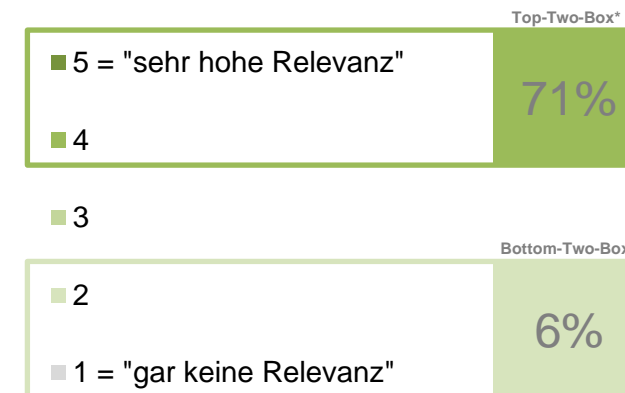 Top-Two-Box*
5 = "sehr hohe Relevanz"
71%
4
3
Bottom-Two-Box
2
6%
1 = "gar keine Relevanz"